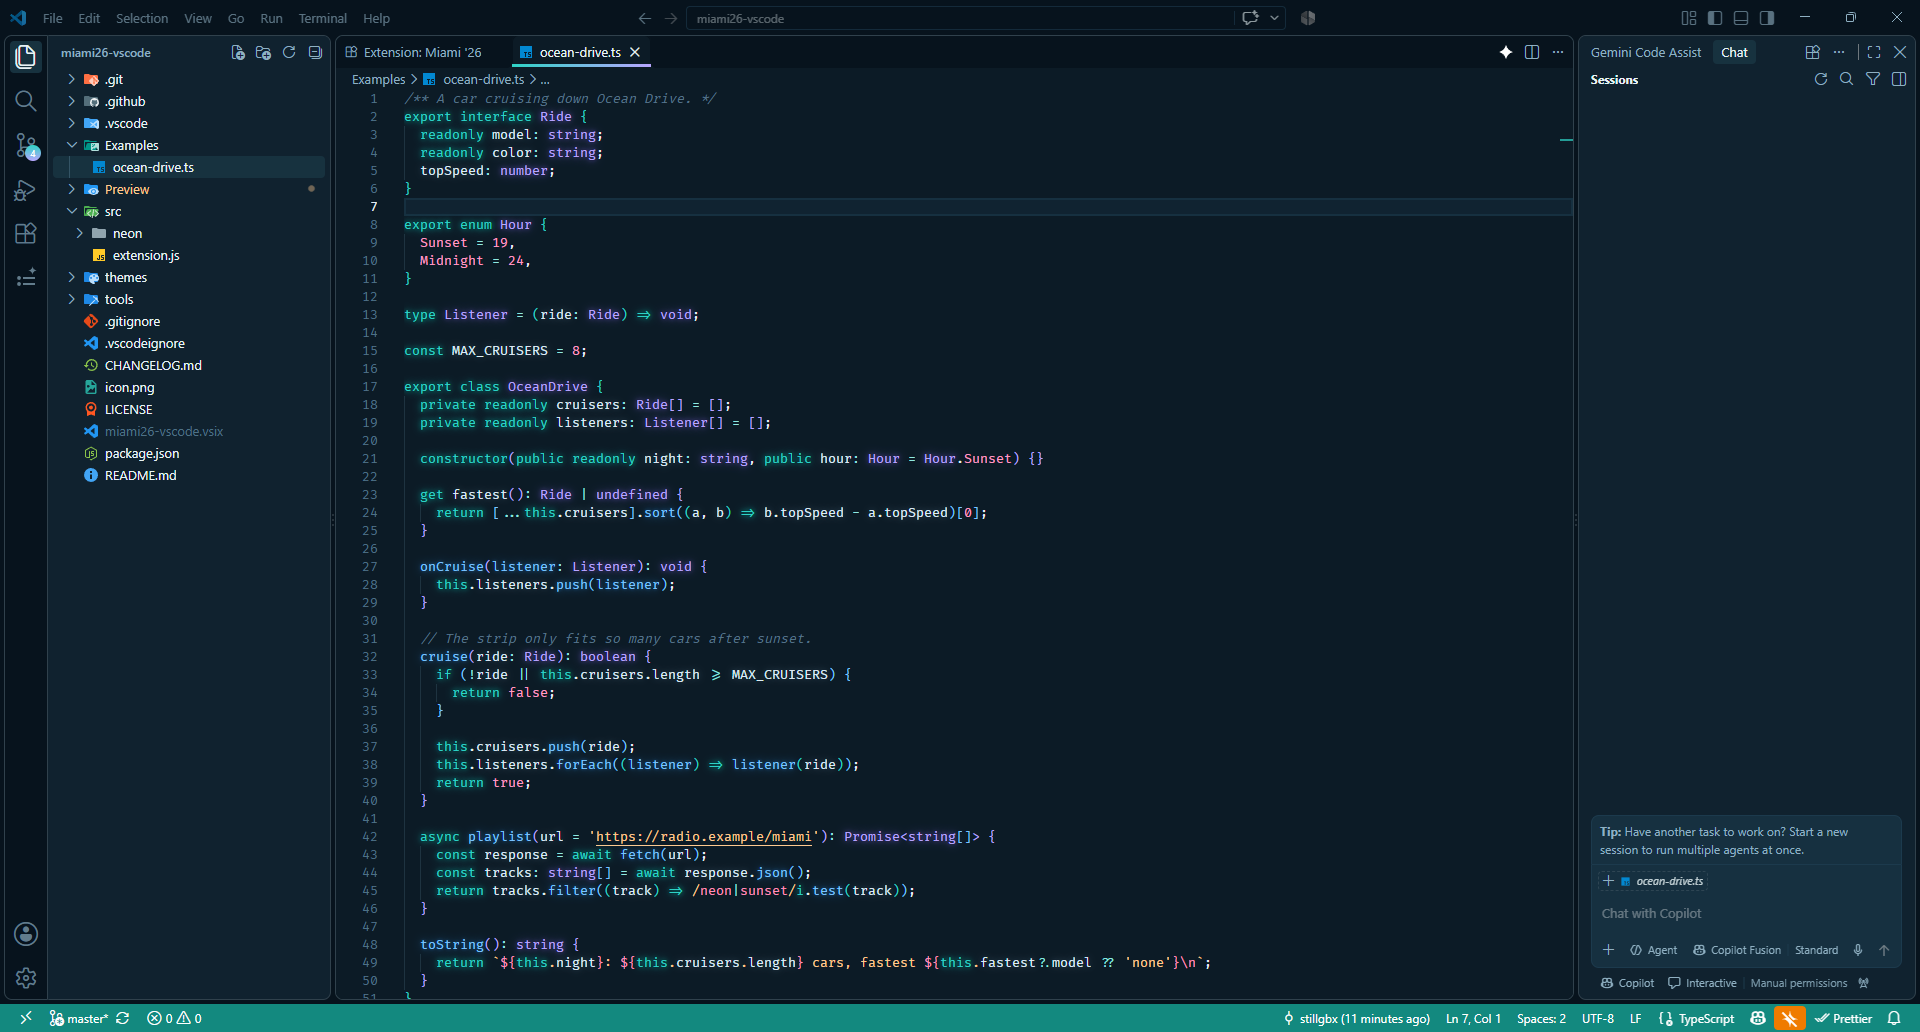 File Edit Selection View Go Run Terminal Help
miami26-vscode
miami26-vscode
.git
.github
.vscode
Examples
ocean-drive.ts
Preview
src
neon
extension.js
themes
tools
.gitignore
.vscodeignore
CHANGELOG.md
icon.png
LICENSE
miami26-vscode.vsix
package.json
README.md
4
Extension: Miami '26
ocean-drive.ts
Examples > ocean-drive.ts > ...
1 /** A car cruising down Ocean Drive. */
2 export interface Ride {
3 readonly model: string;
4 readonly color: string;
5 topSpeed: number;
6 }
7
8 export enum Hour {
9 Sunset = 19,
10 Midnight = 24,
11 }
12
13 type Listener = (ride: Ride) => void;
14
15 const MAX_CRUISERS = 8;
16
17 export class OceanDrive {
18 private readonly cruisers: Ride[] = [];
19 private readonly listeners: Listener[] = [];
20
21 constructor(public readonly night: string, public hour: Hour = Hour.Sunset) {}
22
23 get fastest(): Ride | undefined {
24 return [...this.cruisers].sort((a, b) => b.topSpeed - a.topSpeed)[0];
25 }
26
27 onCruise(listener: Listener): void {
28 this.listeners.push(listener);
29 }
30
31 // The strip only fits so many cars after sunset.
32 cruise(ride: Ride): boolean {
33 if (!ride || this.cruisers.length >= MAX_CRUISERS) {
34 return false;
35 }
36
37 this.cruisers.push(ride);
38 this.listeners.forEach((listener) => listener(ride));
39 return true;
40 }
41
42 async playlist(url = 'https://radio.example/miami'): Promise<string[]> {
43 const response = await fetch(url);
44 const tracks: string[] = await response.json();
45 return tracks.filter((track) => /neon|sunset/i.test(track));
46 }
47
48 toString(): string {
49 return `${this.night}: ${this.cruisers.length} cars, fastest ${this.fastest?.model ?? 'none'}\n`;
50 }
51 }
Gemini Code Assist Chat
Sessions
Tip: Have another task to work on? Start a new
session to run multiple agents at once.
ocean-drive.ts
Chat with Copilot
Agent Copilot Fusion Standard
Copilot Interactive Manual permissions
master* 0 0
stillgbx (11 minutes ago) Ln 7, Col 1 Spaces: 2 UTF-8 LF TypeScript Prettier